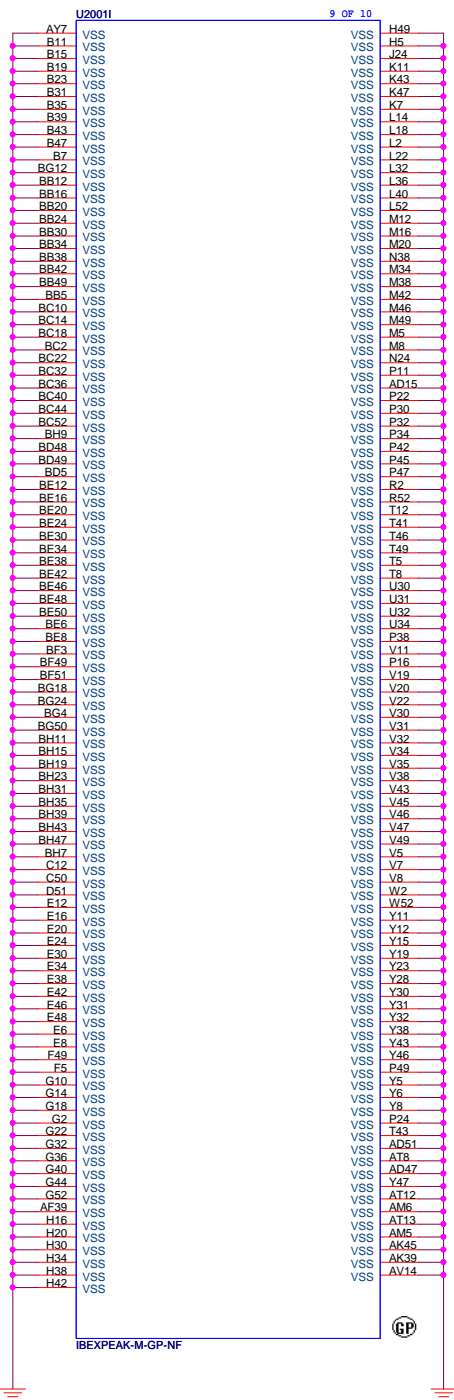 U2001I 9 OF 10
AY7 VSS VSS H49
B11 VSS VSS H5
B15 VSS VSS J24
B19 VSS VSS K11
B23 VSS VSS K43
B31 VSS VSS K47
B35 VSS VSS K7
B39 VSS VSS L14
B43 VSS VSS L18
B47 VSS VSS L2
B7 VSS VSS L22
BG12 VSS VSS L32
BB12 VSS VSS L36
BB16 VSS VSS L40
BB20 VSS VSS L52
BB24 VSS VSS M12
BB30 VSS VSS M16
BB34 VSS VSS M20
BB38 VSS VSS N38
BB42 VSS VSS M34
BB49 VSS VSS M38
BB5 VSS VSS M42
BC10 VSS VSS M46
BC14 VSS VSS M49
BC18 VSS VSS M5
BC2 VSS VSS M8
BC22 VSS VSS N24
BC32 VSS VSS P11
BC36 VSS VSS AD15
BC40 VSS VSS P22
BC44 VSS VSS P30
BC52 VSS VSS P32
BH9 VSS VSS P34
BD48 VSS VSS P42
BD49 VSS VSS P45
BD5 VSS VSS P47
BE12 VSS VSS R2
BE16 VSS VSS R52
BE20 VSS VSS T12
BE24 VSS VSS T41
BE30 VSS VSS T46
BE34 VSS VSS T49
BE38 VSS VSS T5
BE42 VSS VSS T8
BE46 VSS VSS U30
BE48 VSS VSS U31
BE50 VSS VSS U32
BE6 VSS VSS U34
BE8 VSS VSS P38
BF3 VSS VSS V11
BF49 VSS VSS P16
BF51 VSS VSS V19
BG18 VSS VSS V20
BG24 VSS VSS V22
BG4 VSS VSS V30
BG50 VSS VSS V31
BH11 VSS VSS V32
BH15 VSS VSS V34
BH19 VSS VSS V35
BH23 VSS VSS V38
BH31 VSS VSS V43
BH35 VSS VSS V45
BH39 VSS VSS V46
BH43 VSS VSS V47
BH47 VSS VSS V49
BH7 VSS VSS V5
C12 VSS VSS V7
C50 VSS VSS V8
D51 VSS VSS W2
E12 VSS VSS W52
E16 VSS VSS Y11
E20 VSS VSS Y12
E24 VSS VSS Y15
E30 VSS VSS Y19
E34 VSS VSS Y23
E38 VSS VSS Y28
E42 VSS VSS Y30
E46 VSS VSS Y31
E48 VSS VSS Y32
E6 VSS VSS Y38
E8 VSS VSS Y43
F49 VSS VSS Y46
F5 VSS VSS P49
G10 VSS VSS Y5
G14 VSS VSS Y6
G18 VSS VSS Y8
G2 VSS VSS P24
G22 VSS VSS T43
G32 VSS VSS AD51
G36 VSS VSS AT8
G40 VSS VSS AD47
G44 VSS VSS Y47
G52 VSS VSS AT12
AF39 VSS VSS AM6
H16 VSS VSS AT13
H20 VSS VSS AM5
H30 VSS VSS AK45
H34 VSS VSS AK39
H38 VSS VSS AV14
H42 VSS
GP
IBEXPEAK-M-GP-NF